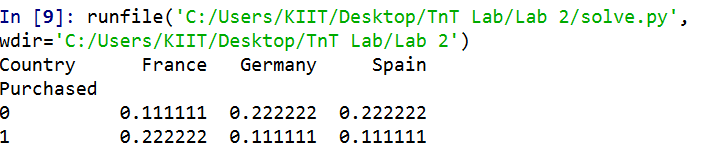 In [9]: runfile('C:/Users/KIIT/Desktop/TnT Lab/Lab 2/solve.py',
wdir='C:/Users/KIIT/Desktop/TnT Lab/Lab 2')
Country France Germany Spain
Purchased
0 0.111111 0.222222 0.222222
1 0.222222 0.111111 0.111111